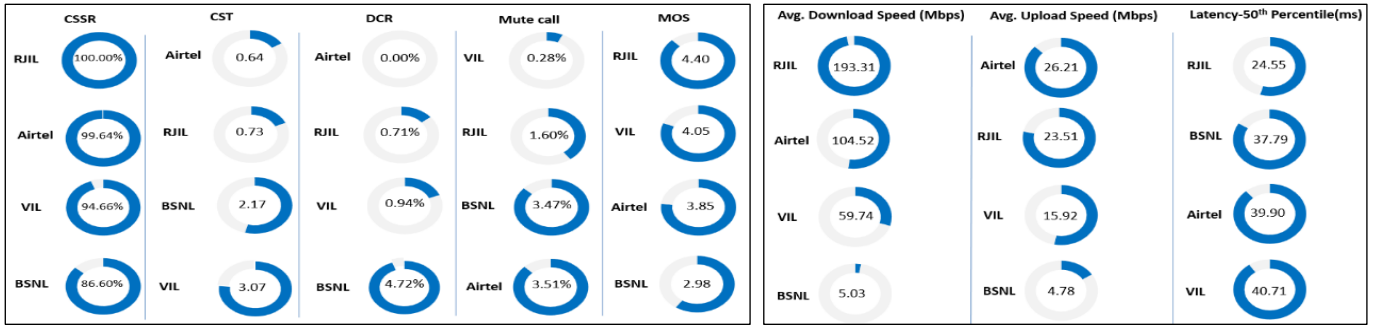 CSSR CST DCR Mute call MOS
RJIL 100.00% Airtel 0.64 Airtel 0.00% VIL 0.28% RJIL 4.40
Airtel 99.64% RJIL 0.73 RJIL 0.71% RJIL 1.60% VIL 4.05
VIL 94.66% BSNL 2.17 VIL 0.94% BSNL 3.47% Airtel 3.85
BSNL 86.60% VIL 3.07 BSNL 4.72% Airtel 3.51% BSNL 2.98
Avg. Download Speed (Mbps) Avg. Upload Speed (Mbps) Latency-50th Percentile(ms)
RJIL 193.31 Airtel 26.21 RJIL 24.55
Airtel 104.52 RJIL 23.51 BSNL 37.79
VIL 59.74 VIL 15.92 Airtel 39.90
BSNL 5.03 BSNL 4.78 VIL 40.71